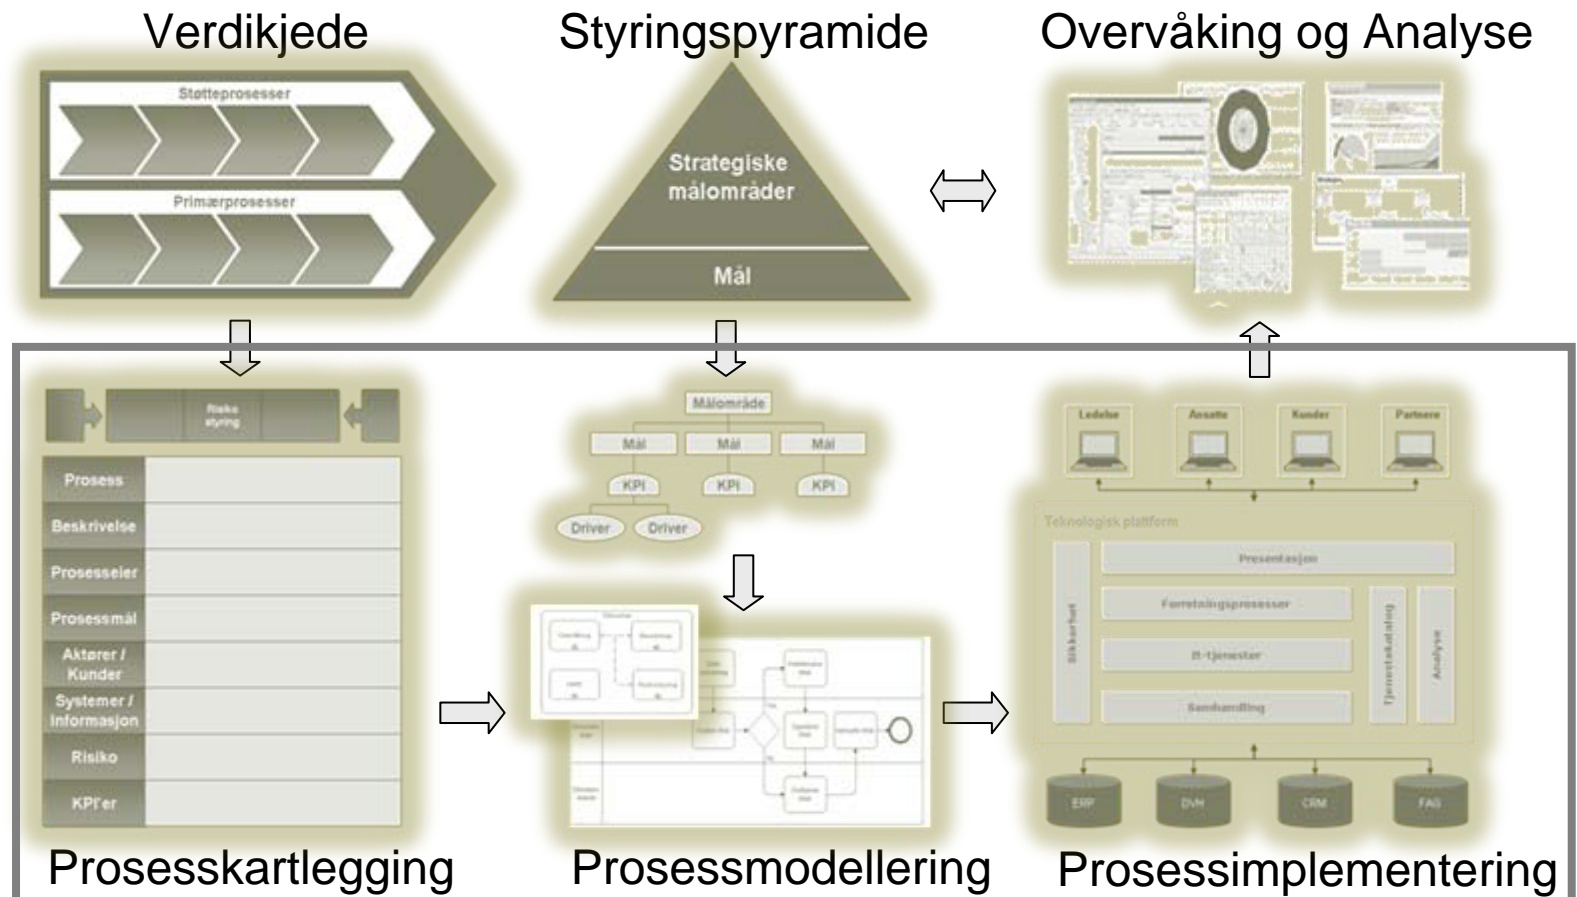 Verdikjede
Støtteprosesser
Primærprosesser
Styringspyramide
Strategiske
målområder
Mål
Overvåking og Analyse
Risiko
styring
Prosess
Beskrivelse
Prosesseier
Prosessmål
Aktører /
Kunder
Systemer /
Informasjon
Risiko
KPI'er
Prosesskartlegging
Målområde
Mål
Mål
Mål
KPI
KPI
KPI
Driver
Driver
Prosessmodellering
Ledelse
Ansatte
Kunder
Partnere
Teknologisk plattform
Sikkerhet
Presentasjon
Forretningsprosesser
It-tjenester
Samhandling
Tjenestekatalog
Analyse
ERP
DVH
CRM
FAG
Prosessimplementering